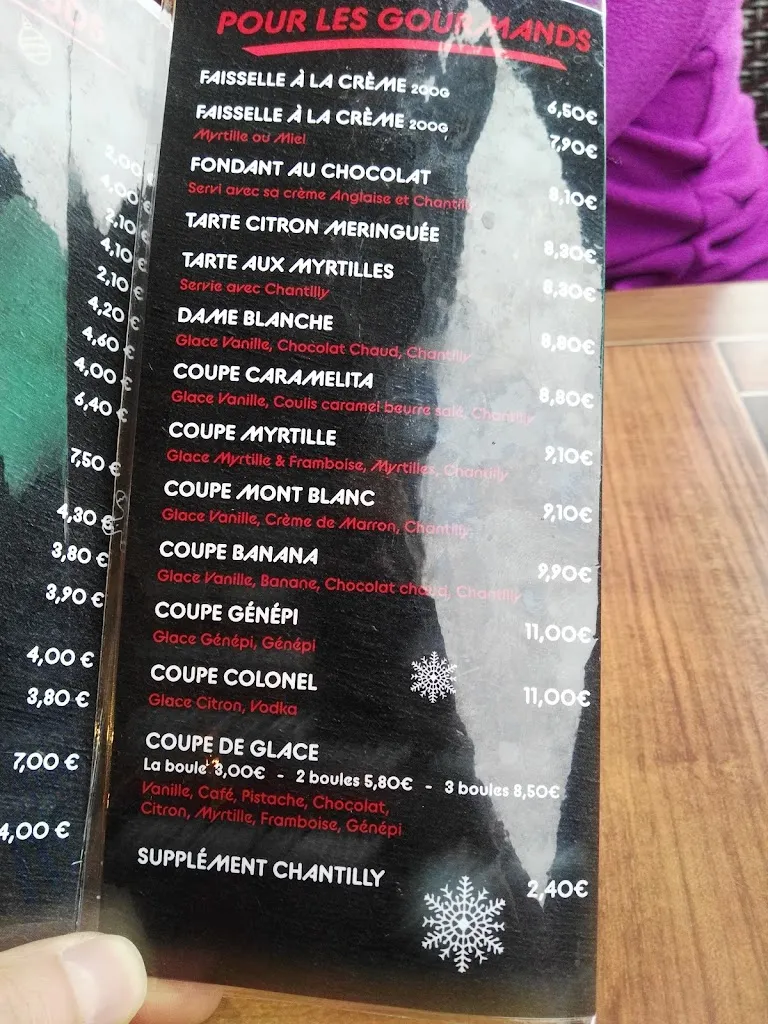 POUR LES GOURMANDS
FAISSELLE À LA CRÈME 200G 6,50€
FAISSELLE À LA CRÈME 200G 7,90€
Myrtille ou Miel
FONDANT AU CHOCOLAT 8,10€
Servi avec sa crème Anglaise et Chantilly
TARTE CITRON MERINGUÉE 8,30€
TARTE AUX MYRTILLES 8,30€
Servie avec Chantilly
DAME BLANCHE 8,80€
Glace Vanille, Chocolat Chaud, Chantilly
COUPE CARAMELITA 8,80€
Glace Vanille, Coulis caramel beurre salé, Chantilly
COUPE MYRTILLE 9,10€
Glace Myrtille & Framboise, Myrtilles, Chantilly
COUPE MONT BLANC 9,10€
Glace Vanille, Crème de Marron, Chantilly
COUPE BANANA 9,90€
Glace Vanille, Banane, Chocolat chaud, Chantilly
COUPE GÉNÉPI 11,00€
Glace Génépi, Génépi
COUPE COLONEL 11,00€
Glace Citron, Vodka
COUPE DE GLACE
La boule 3,00€ - 2 boules 5,80€ - 3 boules 8,50€
Vanille, Café, Pistache, Chocolat,
Citron, Myrtille, Framboise, Génépi
SUPPLÉMENT CHANTILLY 2,40€
2,00 €
4,00 €
2,10 €
4,10 €
2,10 €
4,20 €
4,60 €
4,00 €
6,40 €
7,50 €
4,30 €
3,80 €
3,90 €
4,00 €
3,80 €
7,00 €
4,00 €